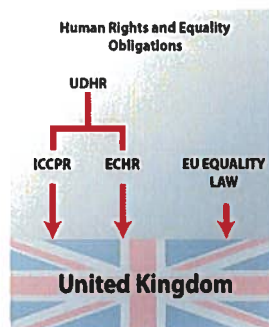 Human Rights and Equality
Obligations
UDHR
ICCPR ECHR EU EQUALITY
LAW
United Kingdom